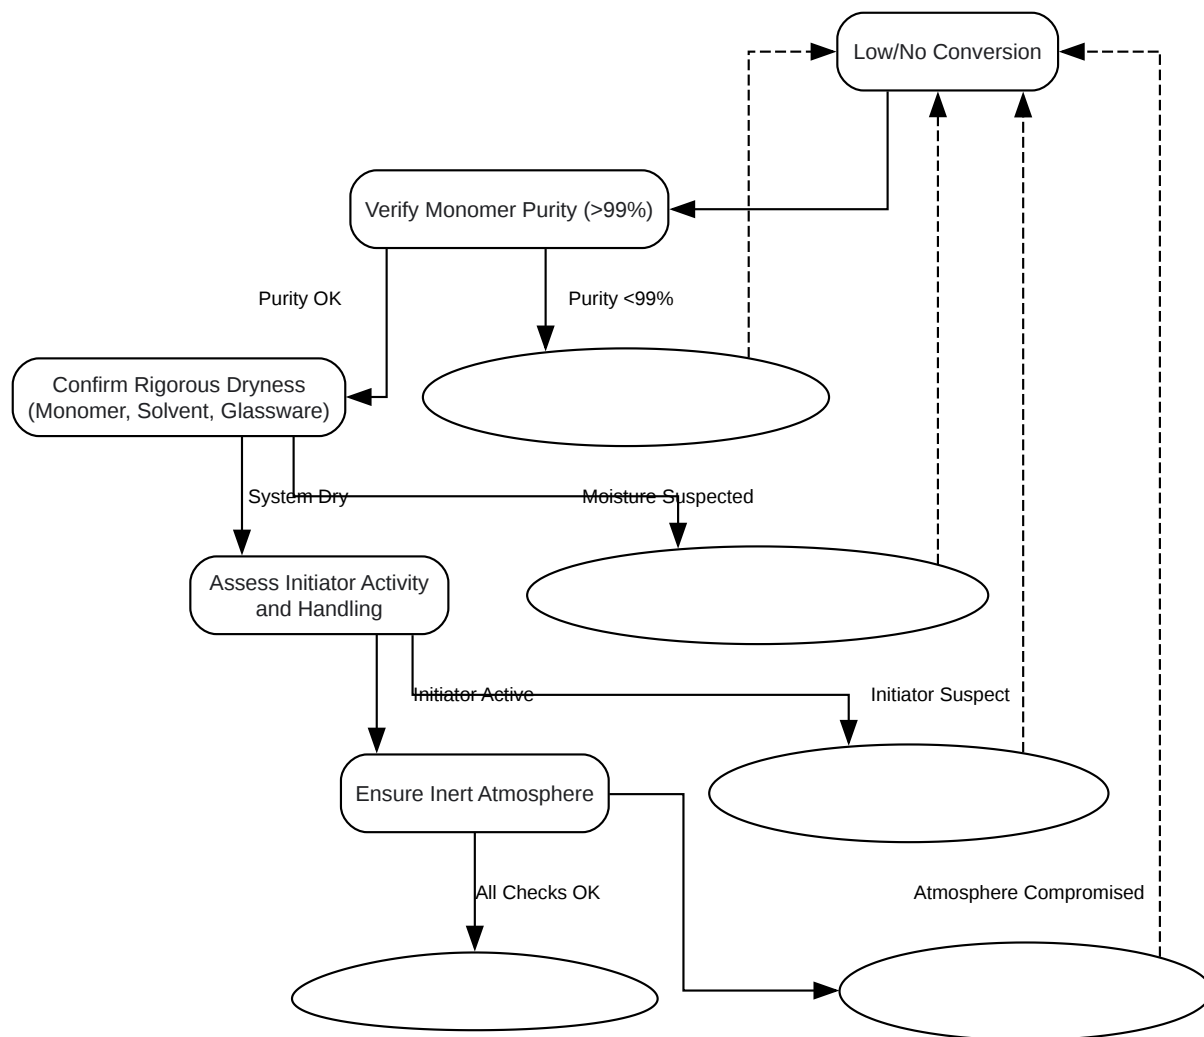 Low/No Conversion
Verify Monomer Purity (>99%)
Purity OK
Purity <99%
Confirm Rigorous Dryness
(Monomer, Solvent, Glassware)
System Dry
Moisture Suspected
Assess Initiator Activity
and Handling
Initiator Active
Initiator Suspect
Ensure Inert Atmosphere
All Checks OK
Atmosphere Compromised